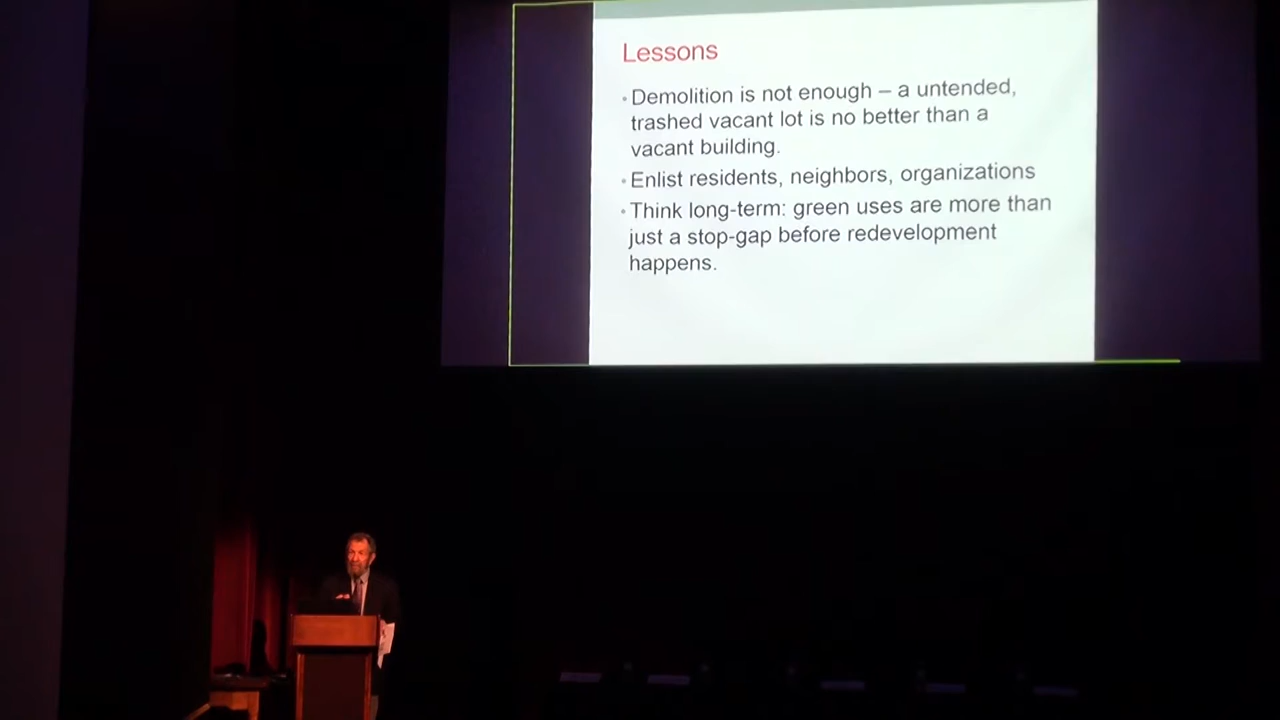 Lessons
• Demolition is not enough – a untended,
trashed vacant lot is no better than a
vacant building.
• Enlist residents, neighbors, organizations
• Think long-term: green uses are more than
just a stop-gap before redevelopment
happens.